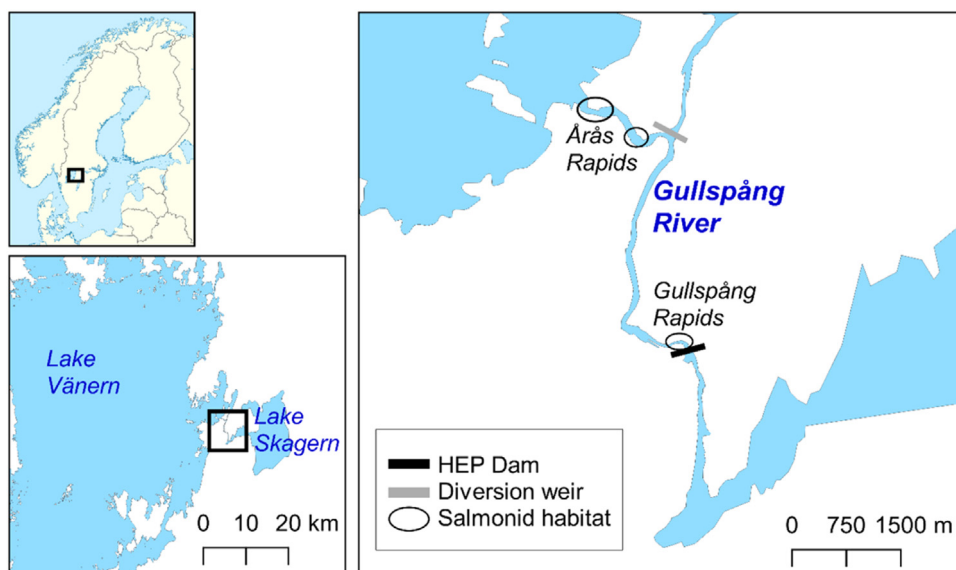 Lake
Vänern
Lake
Skagern
0 10 20 km
Årås
Rapids
Gullspång
River
Gullspång
Rapids
HEP Dam
Diversion weir
Salmonid habitat
0 750 1500 m